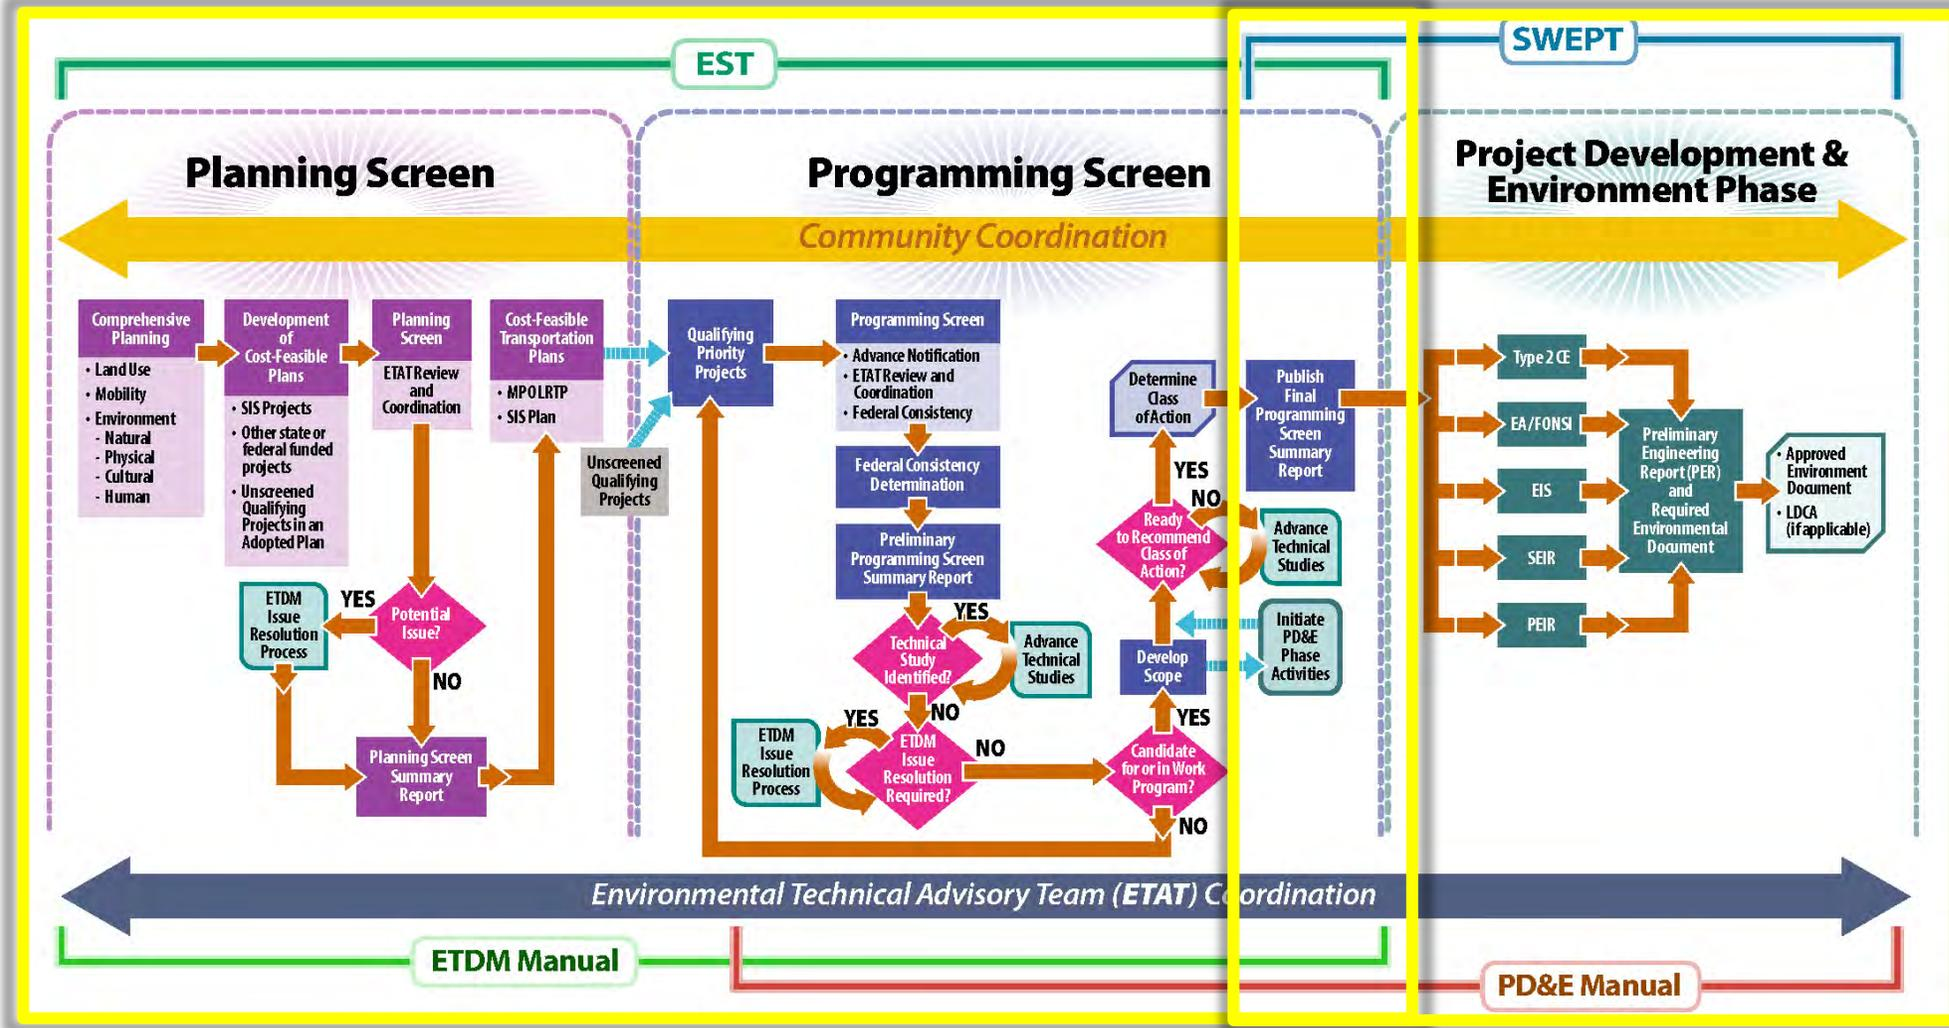 EST
SWEPT
Planning Screen
Programming Screen
Project Development &
Environment Phase
Community Coordination
Comprehensive
Planning
• Land Use
• Mobility
• Environment
- Natural
- Physical
- Cultural
- Human
Development
of
Cost-Feasible
Plans
• SIS Projects
• Other state or
federal funded
projects
• Unscreened
Qualifying
Projects in an
Adopted Plan
Planning
Screen
ETAT Review
and
Coordination
Cost-Feasible
Transportation
Plans
• MPO LRTP
• SIS Plan
Unscreened
Qualifying
Projects
ETDM
Issue
Resolution
Process
YES
Potential
Issue?
NO
Planning Screen
Summary
Report
Qualifying
Priority
Projects
Programming Screen
• Advance Notification
• ETAT Review and
Coordination
• Federal Consistency
Federal Consistency
Determination
Preliminary
Programming Screen
Summary Report
YES
Technical
Study
Identified?
Advance
Technical
Studies
NO
YES
ETDM
Issue
Resolution
Process
ETDM
Issue
Resolution
Required?
NO
Candidate
for or in Work
Program?
NO
YES
Develop
Scope
Initiate
PD&E
Phase
Activities
Ready
to Recommend
Class of
Action?
NO
Advance
Technical
Studies
YES
Determine
Class
of Action
Publish
Final
Programming
Screen
Summary
Report
Type 2 CE
EA/FONSI
EIS
SEIR
PEIR
Preliminary
Engineering
Report (PER)
and
Required
Environmental
Document
• Approved
Environment
Document
• LDCA
(if applicable)
Environmental Technical Advisory Team (ETAT) Coordination
ETDM Manual
PD&E Manual